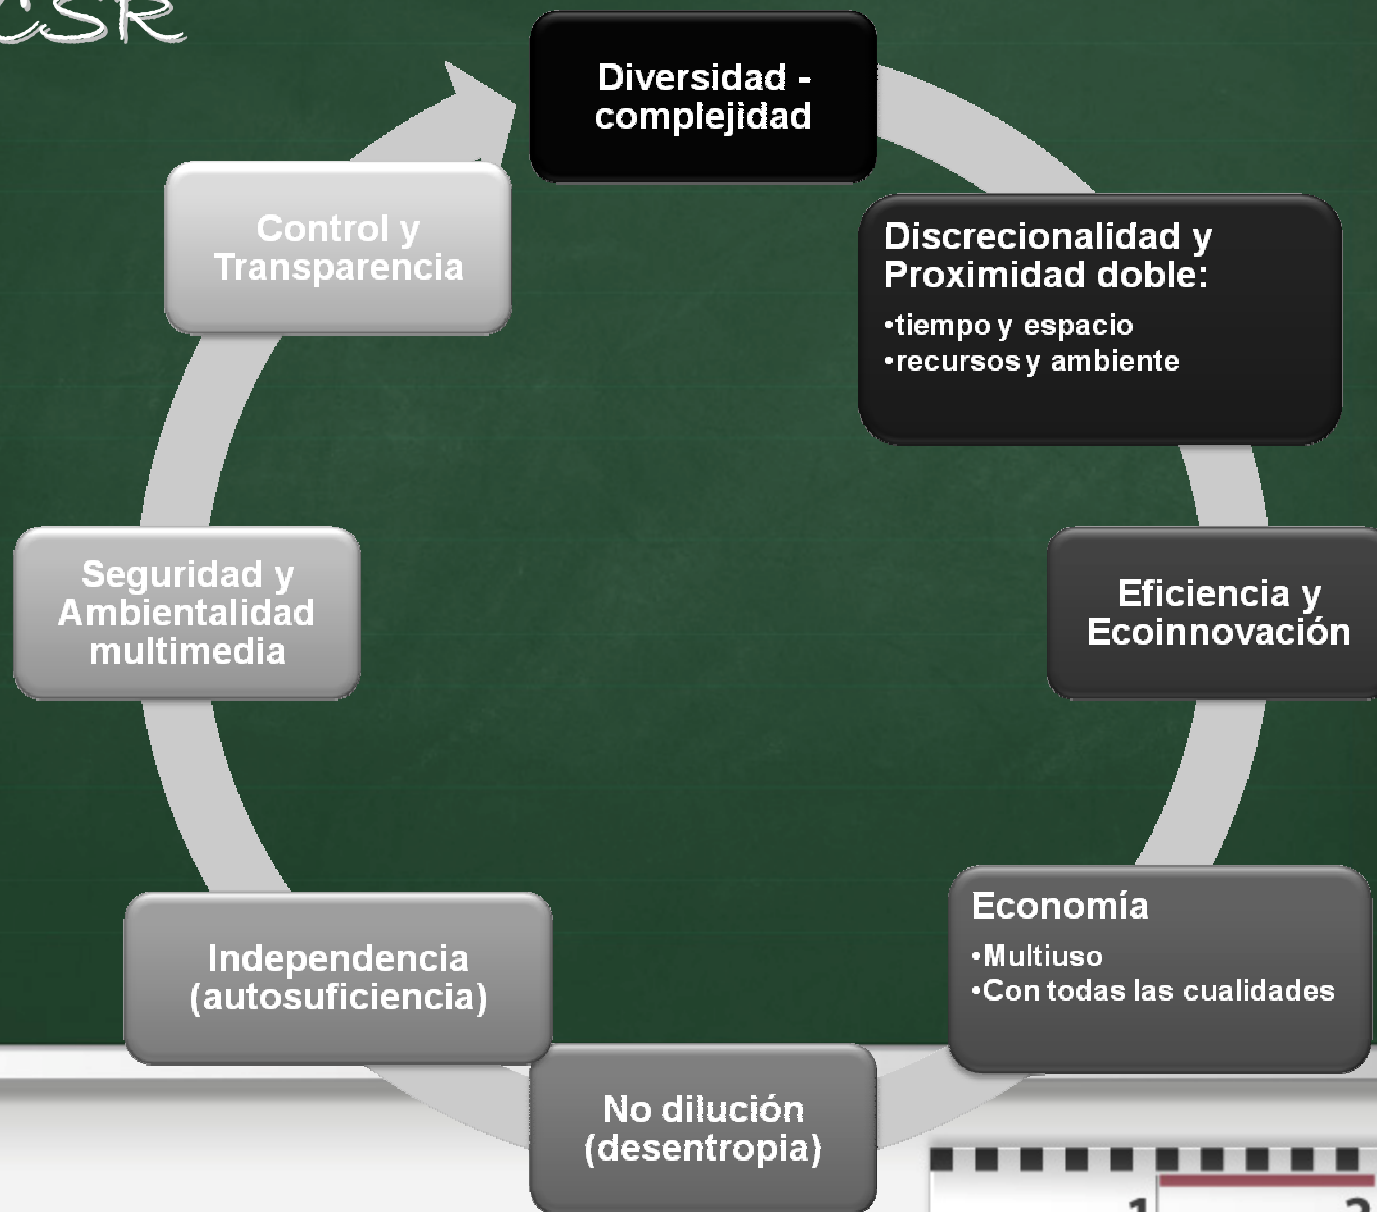 CSR
Diversidad -
complejidad
Discrecionalidad y
Proximidad doble:
•tiempo y espacio
•recursos y ambiente
Eficiencia y
Ecoinnovación
Economía
•Multiuso
•Con todas las cualidades
No dilución
(desentropia)
Independencia
(autosuficiencia)
Seguridad y
Ambientalidad
multimedia
Control y
Transparencia
1